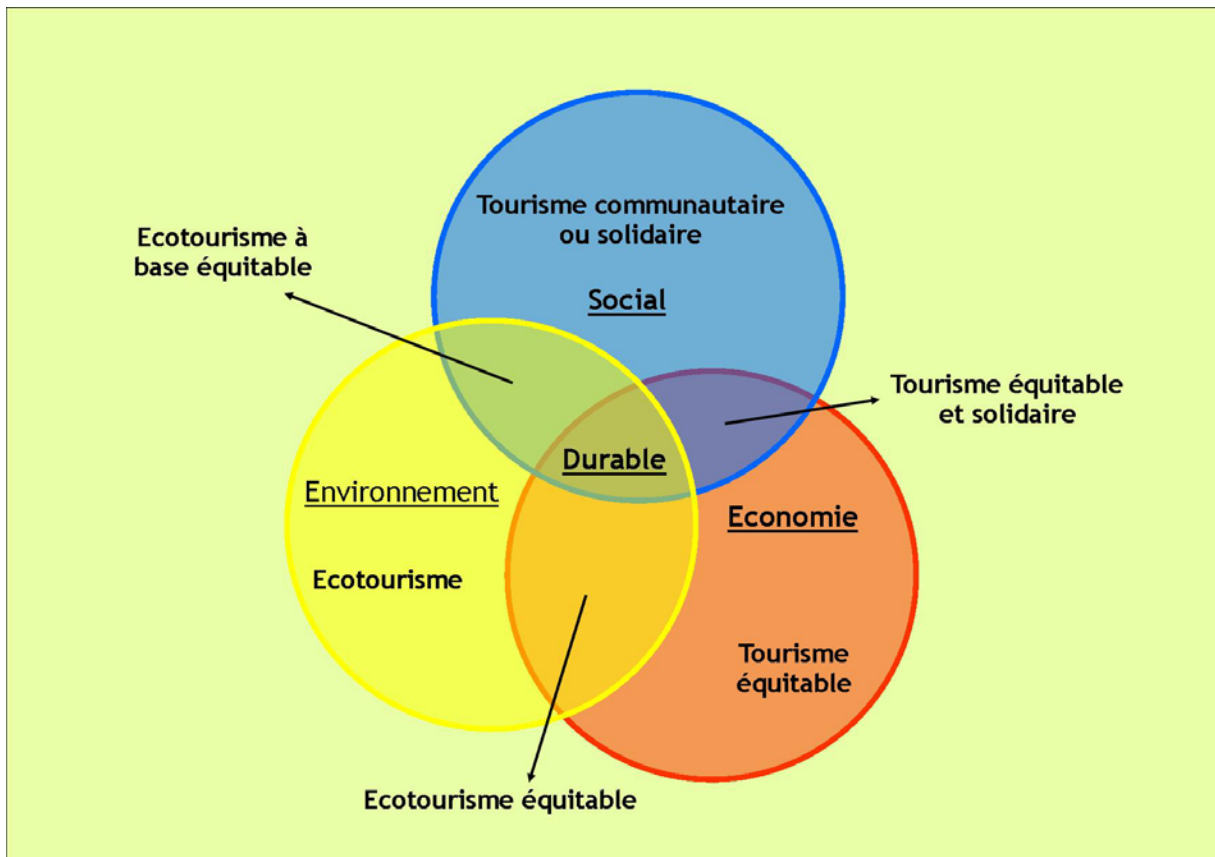 Tourisme communautaire
ou solidaire
Social
Ecotourisme à
base équitable
Tourisme équitable
et solidaire
Durable
Environnement
Economie
Ecotourisme
Tourisme
équitable
Ecotourisme équitable